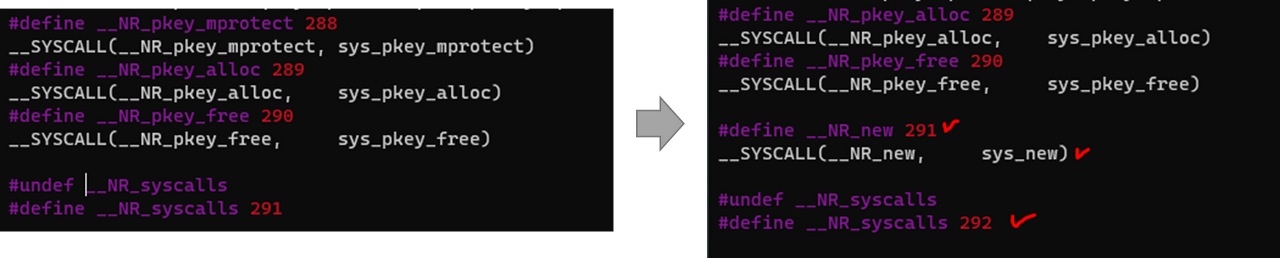 #define __NR_pkey_mprotect 288
__SYSCALL(__NR_pkey_mprotect, sys_pkey_mprotect)
#define __NR_pkey_alloc 289
__SYSCALL(__NR_pkey_alloc,    sys_pkey_alloc)
#define __NR_pkey_free 290
__SYSCALL(__NR_pkey_free,     sys_pkey_free)
#undef __NR_syscalls
#define __NR_syscalls 291
#define __NR_pkey_alloc 289
__SYSCALL(__NR_pkey_alloc,    sys_pkey_alloc)
#define __NR_pkey_free 290
__SYSCALL(__NR_pkey_free,     sys_pkey_free)
#define __NR_new 291
__SYSCALL(__NR_new,     sys_new)
#undef __NR_syscalls
#define __NR_syscalls 292